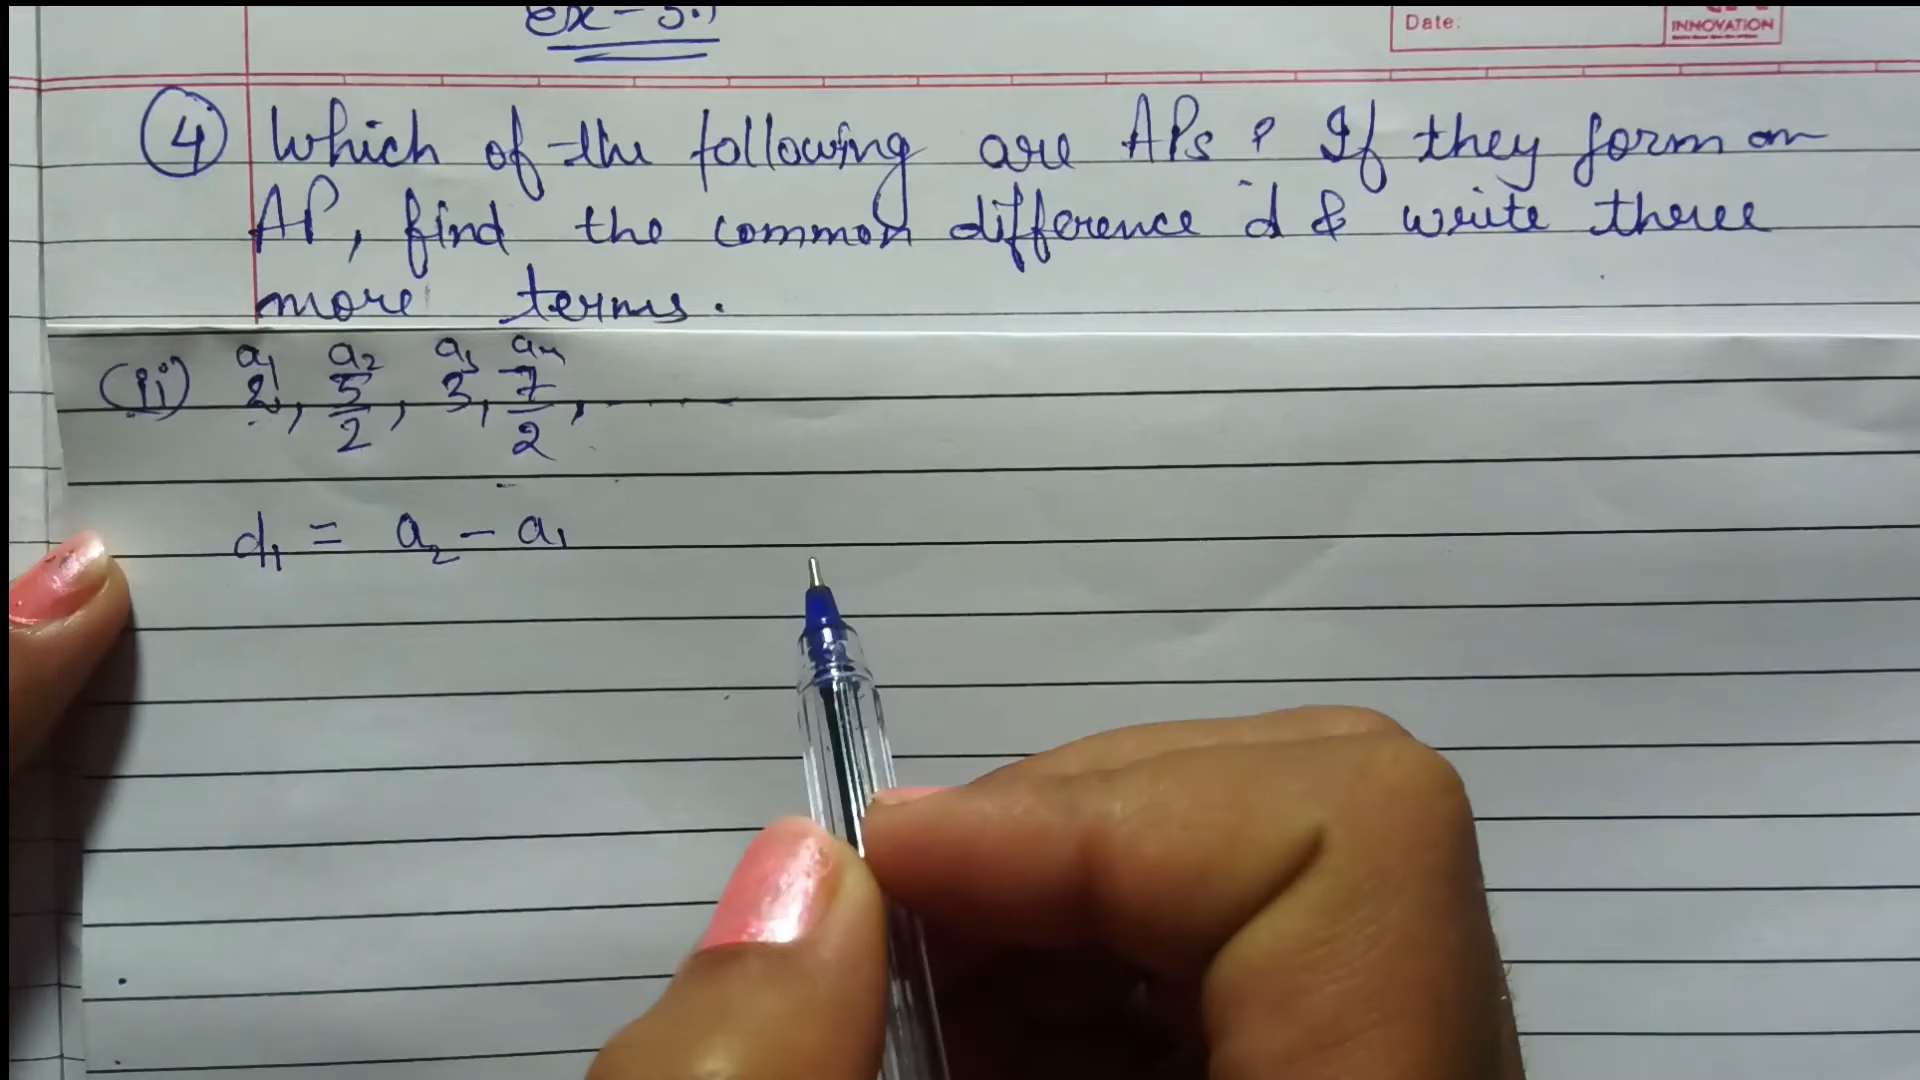 Ex - 5.1
Date:
INNOVATION
4 Which of the following are APs ? If they form an
AP, find the common difference d & write three
more terms.
a1 a2 a3 a4
(ii) 2, 5/2, 3, 7/2, .......
d1 = a2 - a1